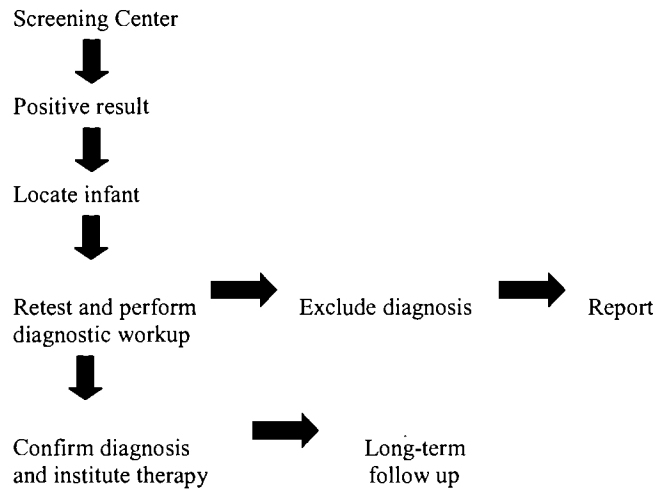 Screening Center
Positive result
Locate infant
Retest and perform
diagnostic workup
Exclude diagnosis
Report
Confirm diagnosis
and institute therapy
Long-term
follow up